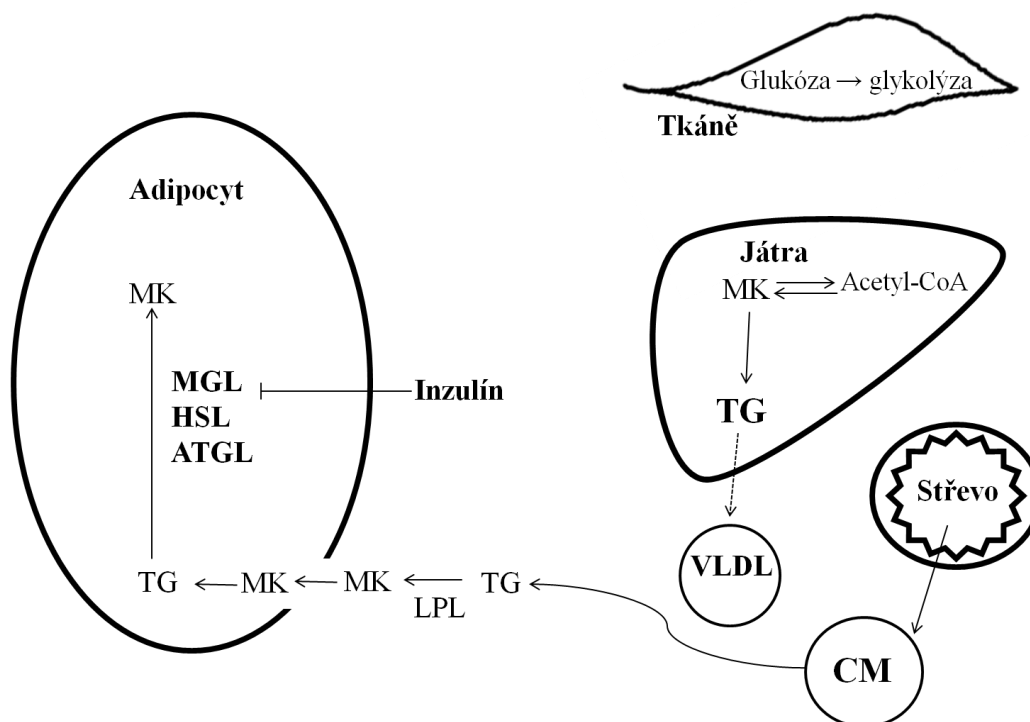 Glukóza → glykolýza
Tkáně
Adipocyt
Játra
MK
MK Acetyl-CoA
MGL
HSL
ATGL
Inzulín
TG
Střevo
VLDL
TG MK MK TG
LPL
CM